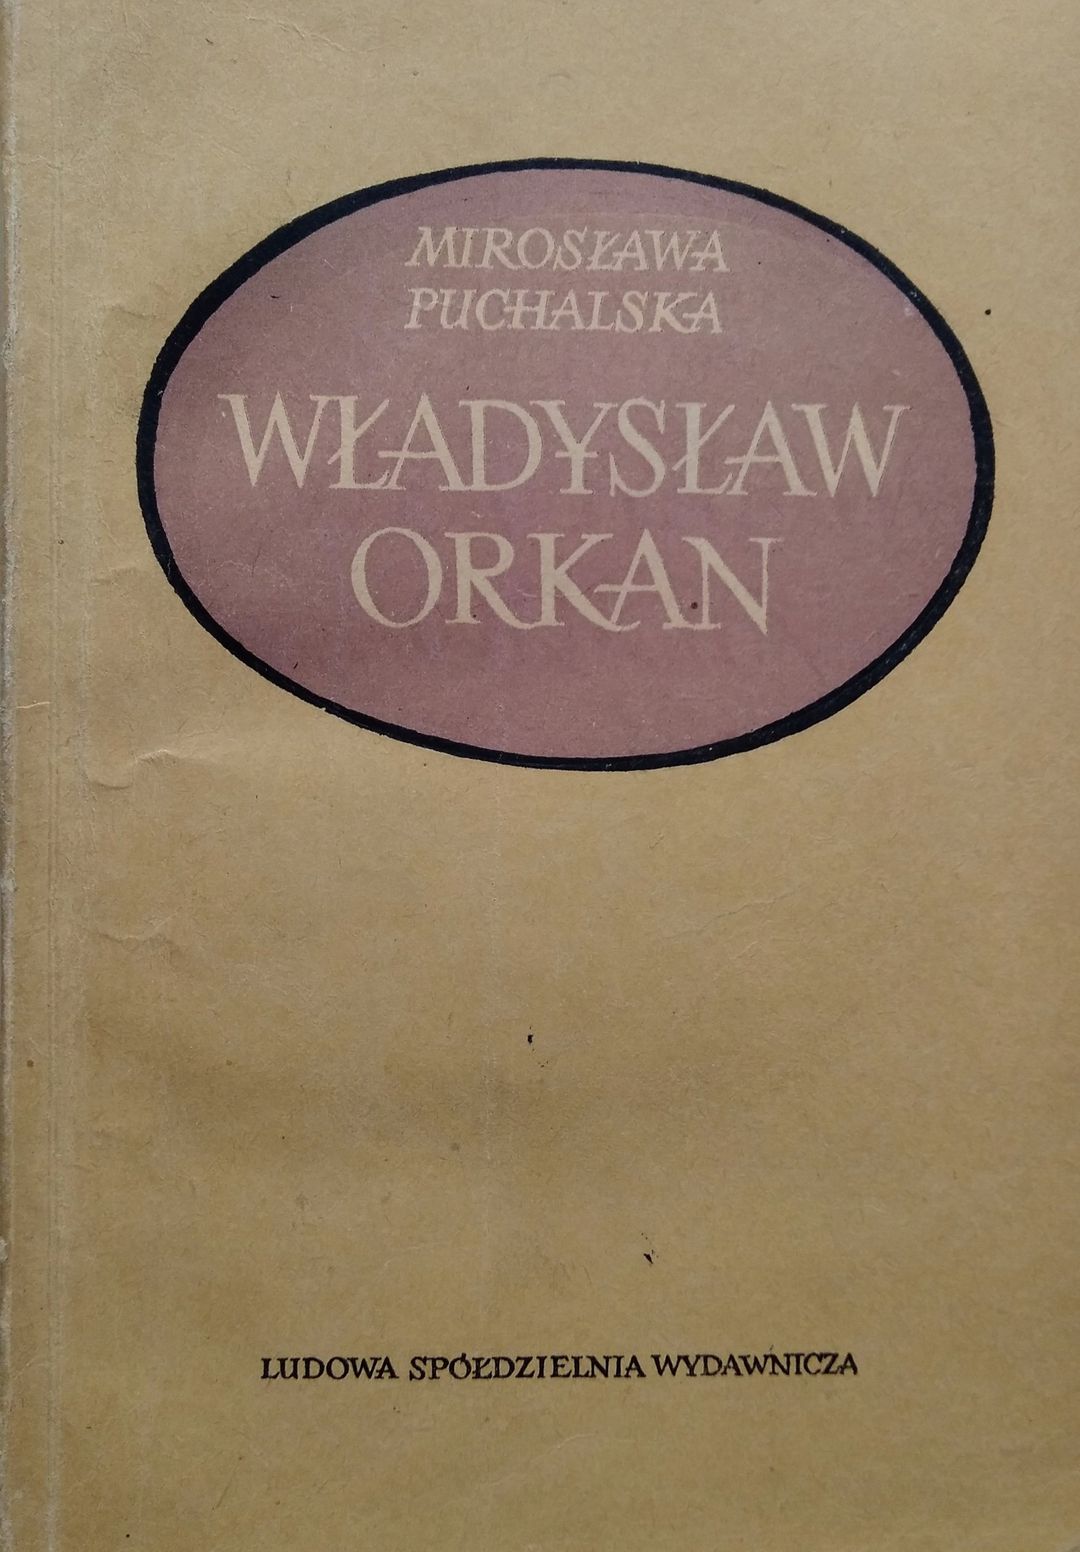 MIROSŁAWA
PUCHALSKA
WŁADYSŁAW
ORKAN
LUDOWA SPÓŁDZIELNIA WYDAWNICZA